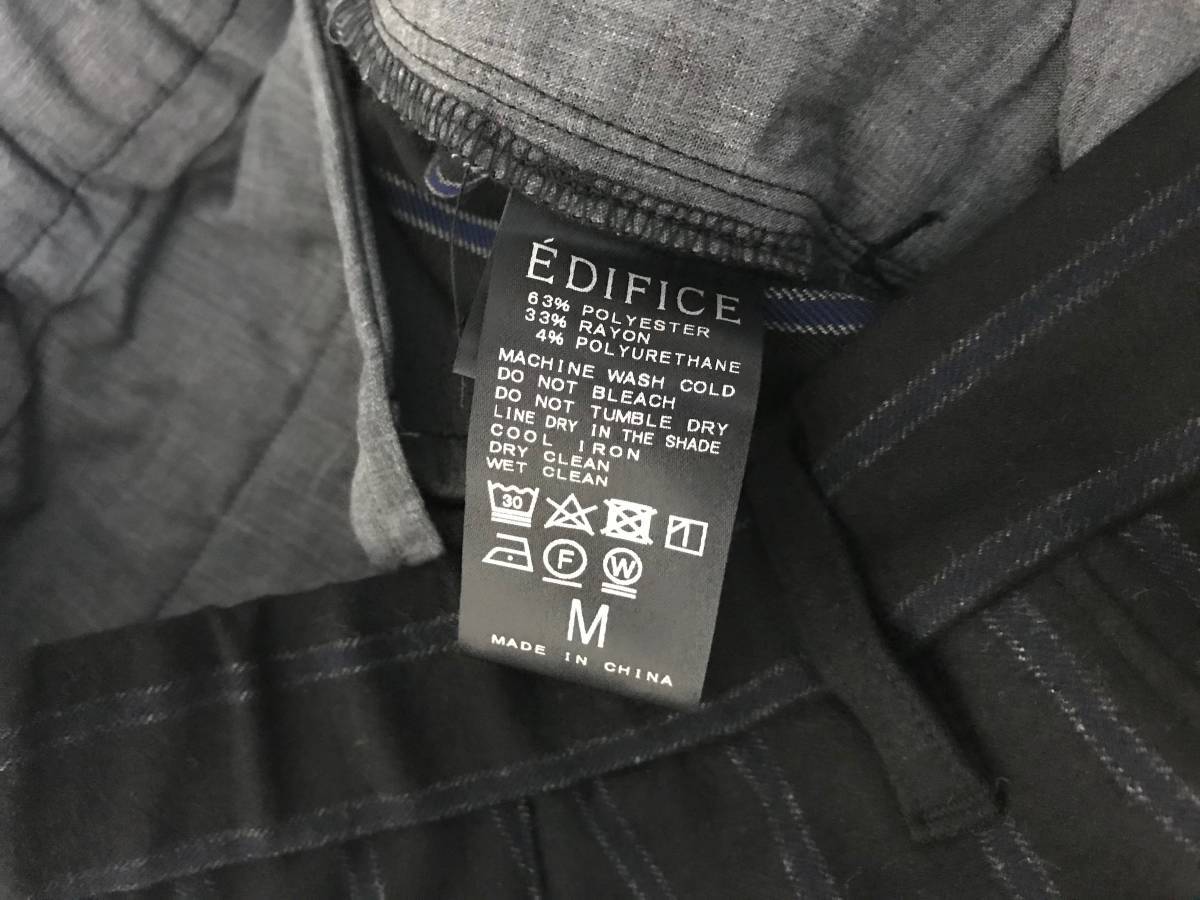 ÉDIFICE
63% POLYESTER
33% RAYON
4% POLYURETHANE
MACHINE WASH COLD
DO NOT BLEACH
DO NOT TUMBLE DRY
LINE DRY IN THE SHADE
COOL IRON
DRY CLEAN
WET CLEAN
30
F W
M
MADE IN CHINA